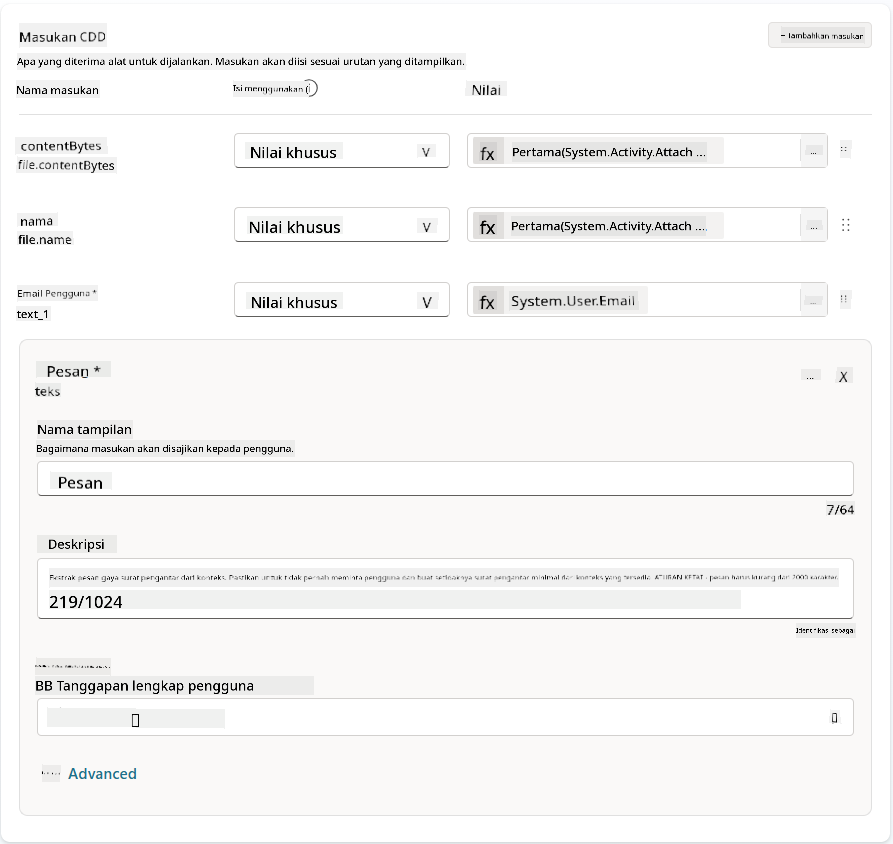 Masukan CDD
+ Tambahkan masukan
Apa yang diterima alat untuk dijalankan. Masukan akan diisi sesuai urutan yang ditampilkan.
Nama masukan
Isi menggunakan (i
Nilai
contentBytes
file.contentBytes
Nilai khusus
V
fx
Pertama(System.Activity.Attach ...
...
nama
file.name
Nilai khusus
V
fx
Pertama(System.Activity.Attach ...
...
Email Pengguna *
text_1
Nilai khusus
V
fx
System.User.Email
...
Pesan *
teks
...
X
Nama tampilan
Bagaimana masukan akan disajikan kepada pengguna.
Pesan
7/64
Deskripsi
Ekstrak pesan gaya surat pengantar dari konteks. Pastikan untuk tidak pernah meminta pengguna dan buat setidaknya surat pengantar minimal dari konteks yang tersedia. ATURAN KETAT - pesan harus kurang dari 2000 karakter.
219/1024
Identifikasi sebagai
BB Tanggapan lengkap pengguna
Advanced